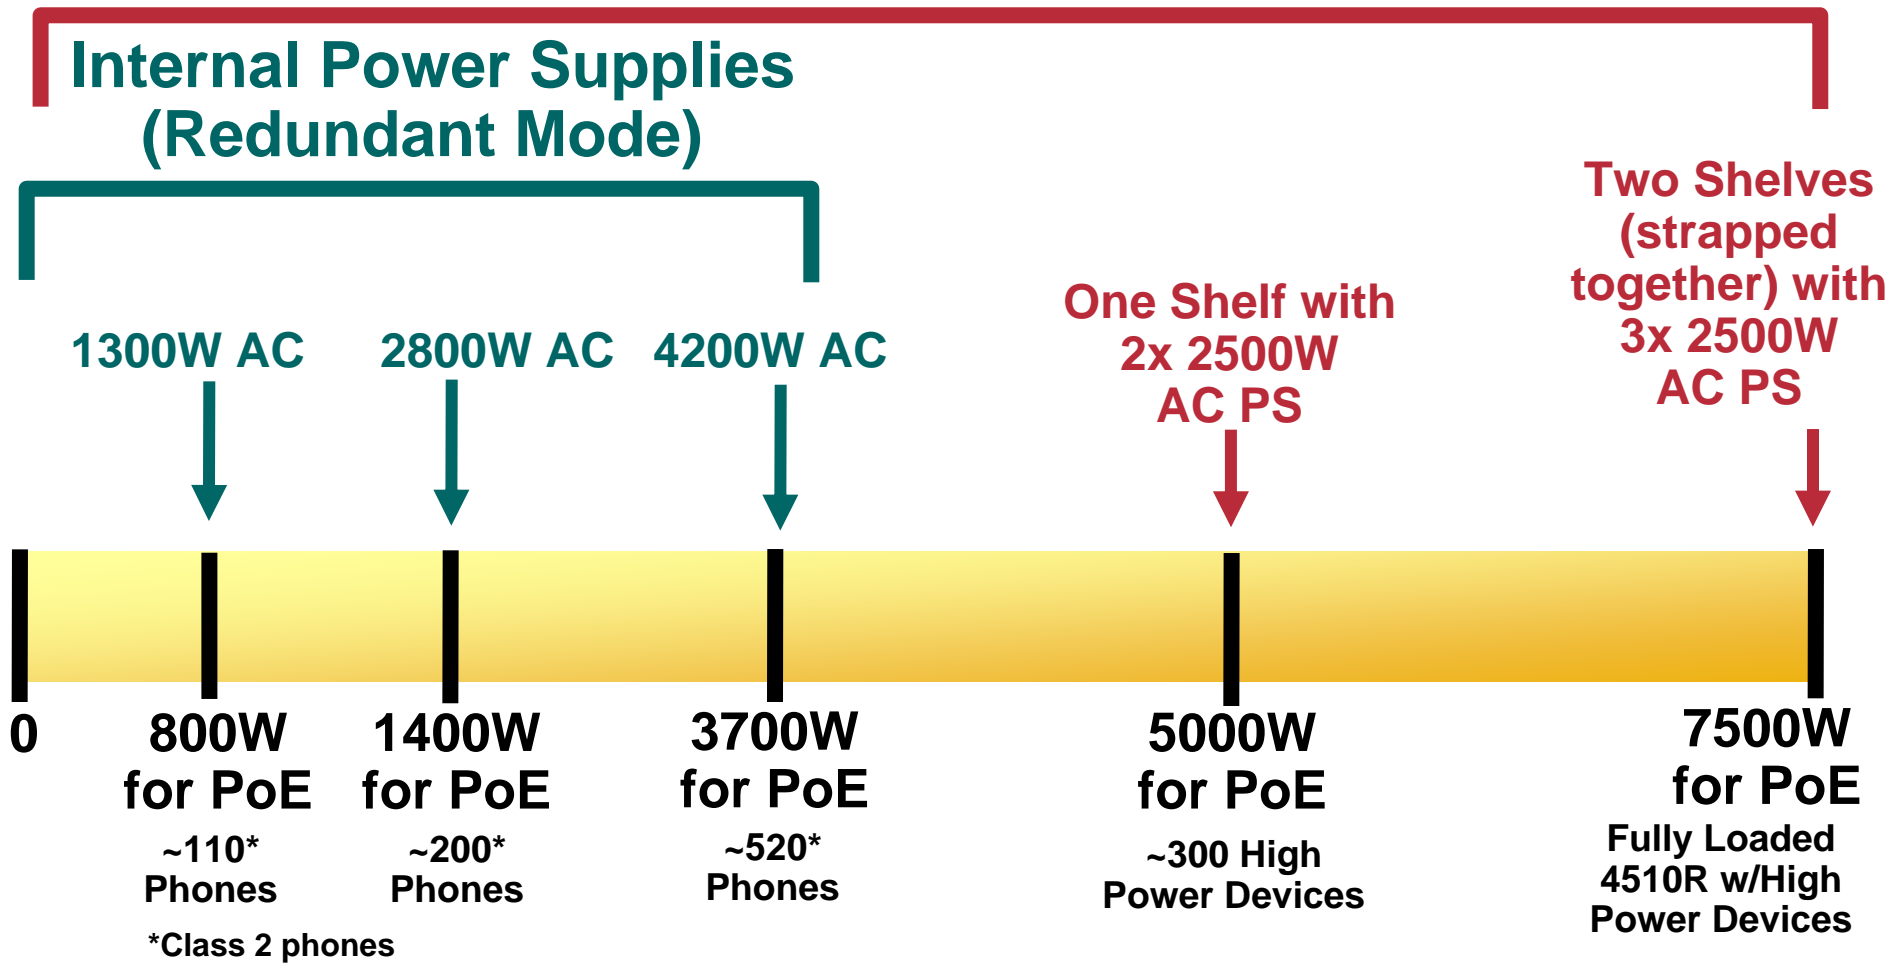 Internal Power Supplies
(Redundant Mode)
1300W AC
2800W AC
4200W AC
One Shelf with
2x 2500W
AC PS
Two Shelves
(strapped
together) with
3x 2500W
AC PS
0
800W
for PoE
~110*
Phones
1400W
for PoE
~200*
Phones
3700W
for PoE
~520*
Phones
5000W
for PoE
~300 High
Power Devices
7500W
for PoE
Fully Loaded
4510R w/High
Power Devices
*Class 2 phones